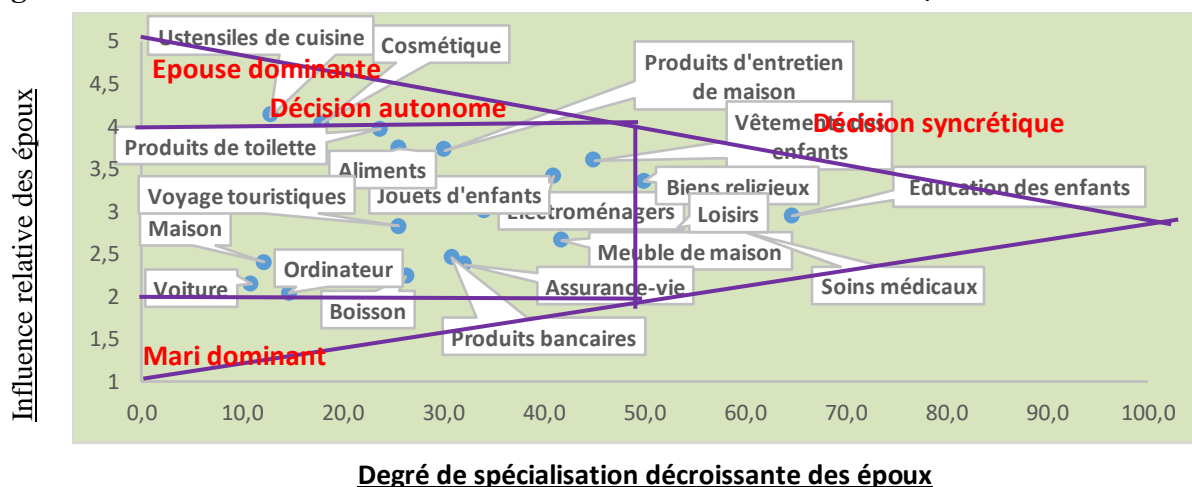 Influence relative des époux
5
4,5
4
3,5
3
2,5
2
1,5
1
Ustensiles de cuisine
Cosmétique
Epouse dominante
Produits d'entretien
de maison
Décision autonome
Vêtements des
enfants
Décision syncrétique
Produits de toilette
Aliments
Voyage touristiques
Jouets d'enfants
Biens religieux
Education des enfants
Electroménagers
Loisirs
Maison
Meuble de maison
Ordinateur
Voiture
Assurance-vie
Soins médicaux
Boisson
Produits bancaires
Mari dominant
0,0 10,0 20,0 30,0 40,0 50,0 60,0 70,0 80,0 90,0 100,0
Degré de spécialisation décroissante des époux